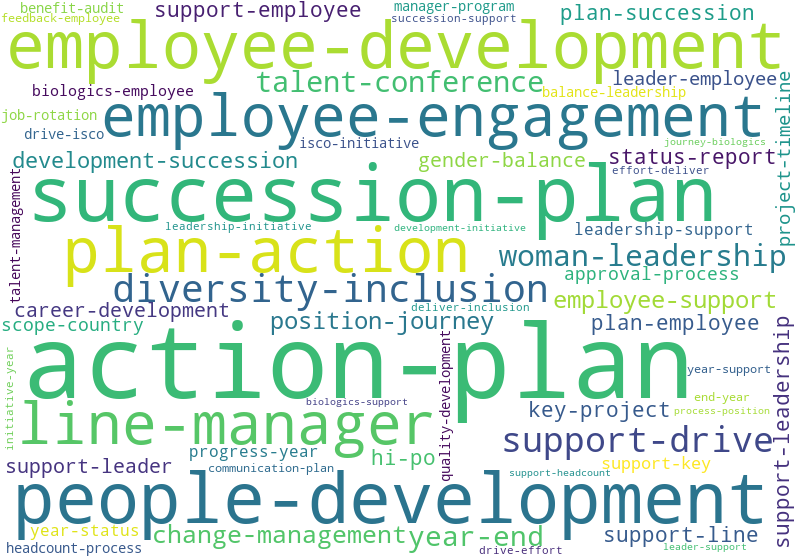 benefit-audit
support-employee
manager-program
plan-succession
feedback-employee
succession-support
employee-development
talent-conference
leader-employee
biologics-employee
balance-leadership
employee-engagement
job-rotation
drive-isco
isco-initiative
journey-biologics
project-timeline
development-succession
gender-balance
status-report
effort-deliver
talent-management
succession-plan
leadership-initiative
development-initiative
leadership-support
plan-action
woman-leadership
diversity-inclusion
approval-process
career-development
deliver-inclusion
employee-support
scope-country
position-journey
plan-employee
action-plan
initiative-year
year-support
biologics-support
end-year
line-manager
key-project
process-position
quality-development
support-drive
support-leadership
progress-year
hi-po
support-leader
communication-plan
support-key
support-headcount
people-development
year-status
change-management
year-end
support-line
headcount-process
drive-effort
leader-support